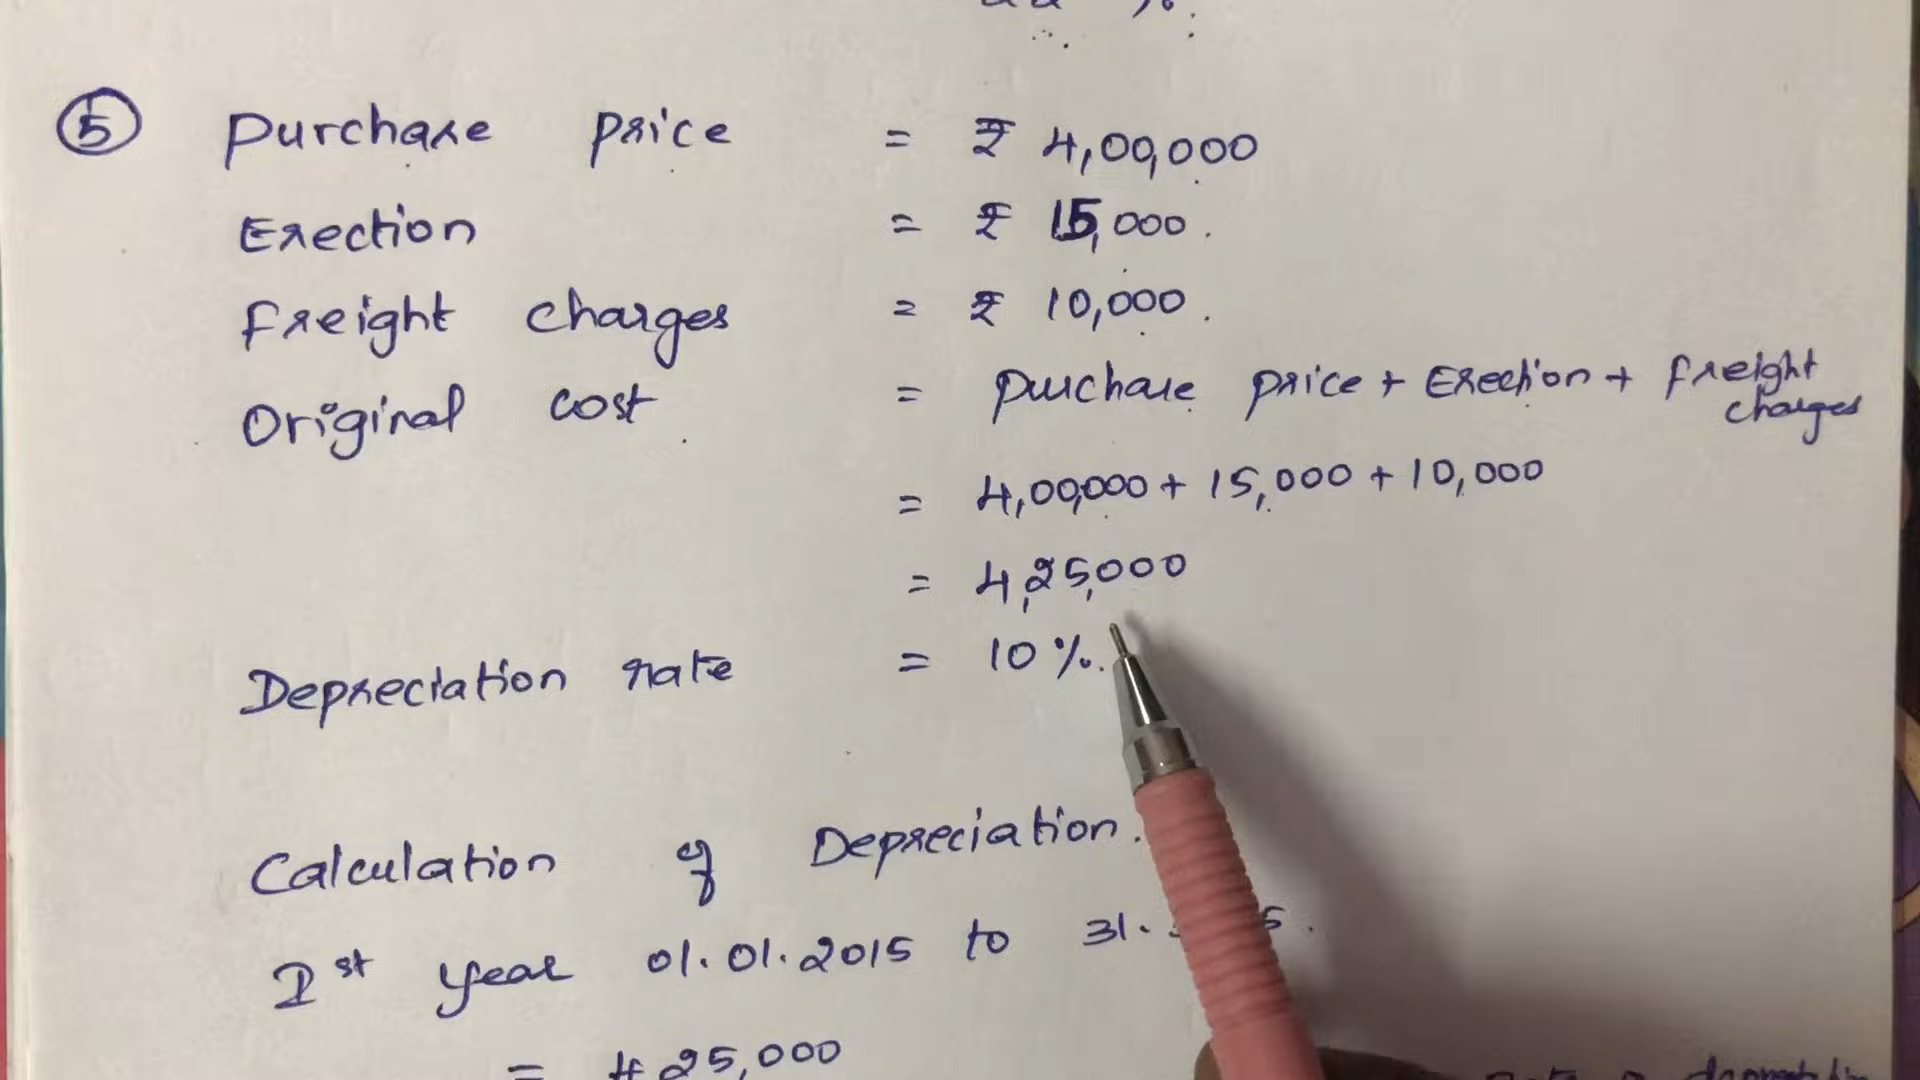 5 Purchase price = ₹ 4,00,000
Erection = ₹ 15,000.
Freight charges = ₹ 10,000.
Original cost = purchase price + Erection + freight charges
= 4,00,000 + 15,000 + 10,000
= 4,25,000
Depreciation rate = 10 %.
Calculation of Depreciation.
Ist year 01.01.2015 to 31.
= 4 25,000